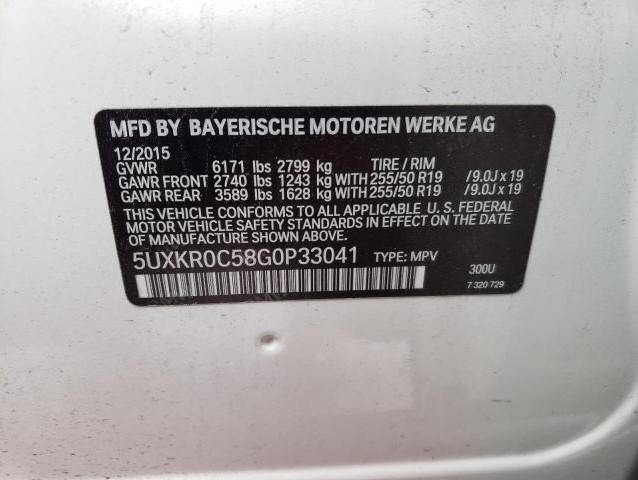 MFD BY BAYERISCHE MOTOREN WERKE AG
12/2015
GVWR 6171 lbs 2799 kg TIRE / RIM
GAWR FRONT 2740 lbs 1243 kg WITH 255/50 R19 /9.0J x 19
GAWR REAR 3589 lbs 1628 kg WITH 255/50 R19 /9.0J x 19
THIS VEHICLE CONFORMS TO ALL APPLICABLE U. S. FEDERAL
MOTOR VEHICLE SAFETY STANDARDS IN EFFECT ON THE DATE
OF MANUFACTURE SHOWN ABOVE.
5UXKR0C58G0P33041 TYPE: MPV
300U
7 320 729